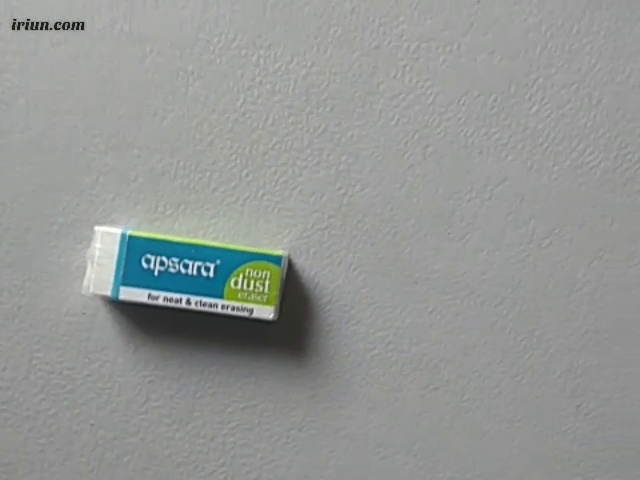 iriun.com
apsara®
non
dust
eraser
for neat & clean erasing